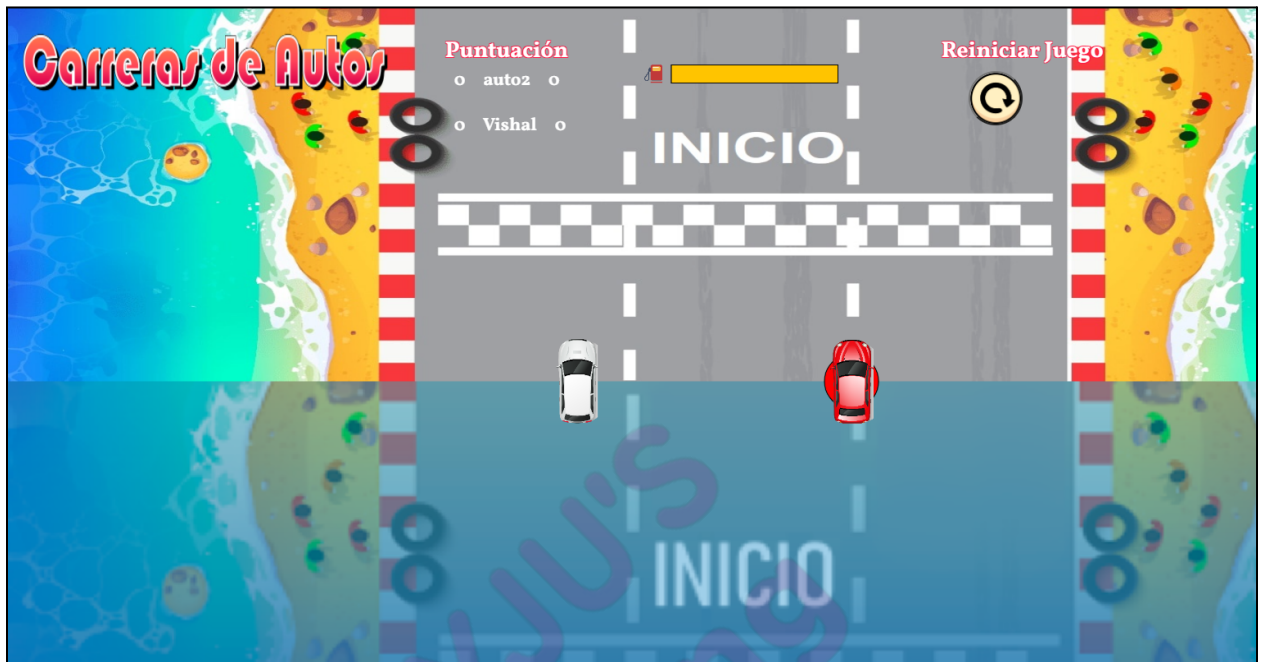 Carreras de Autos
Puntuación
0 auto2 0
0 Vishal 0
Reiniciar Juego
INICIO
INICIO